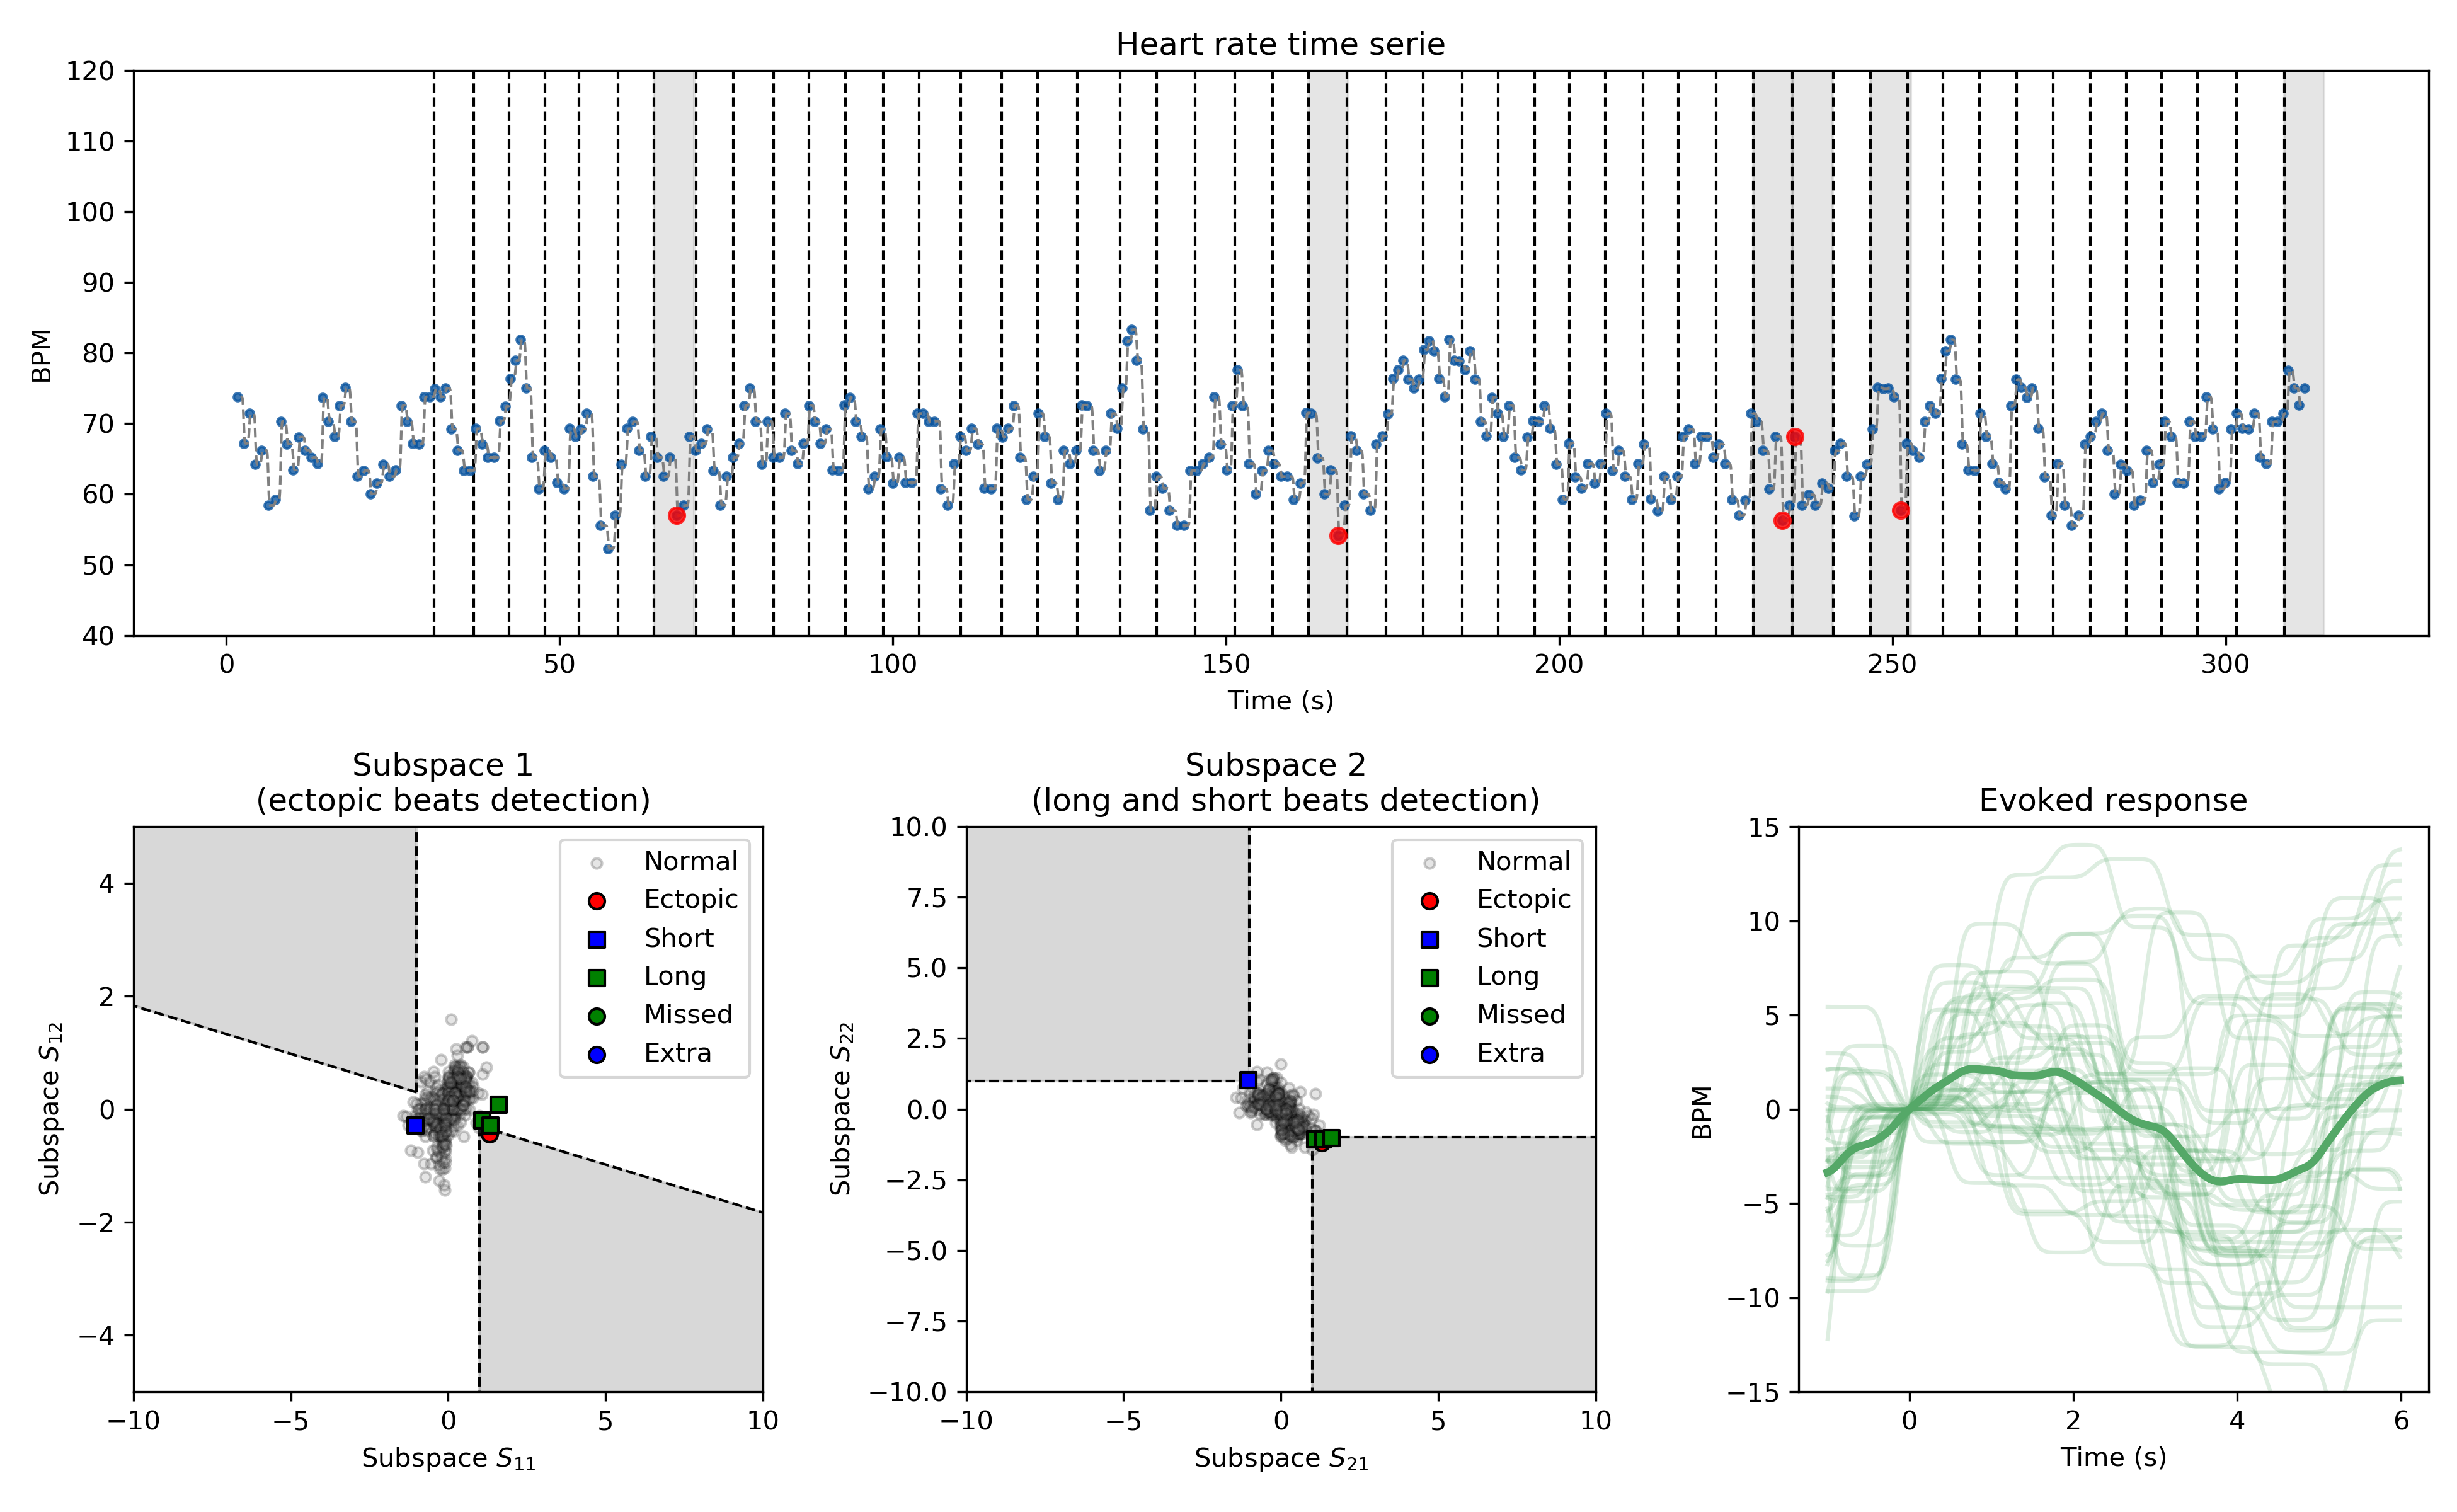 Heart rate time serie
120
110
100
90
80
70
60
50
40
BPM
0 50 100 150 200 250 300
Time (s)
Subspace 1
(ectopic beats detection)
4
2
0
−2
−4
Subspace S12
Normal
Ectopic
Short
Long
Missed
Extra
−10 −5 0 5 10
Subspace S11
Subspace 2
(long and short beats detection)
10.0
7.5
5.0
2.5
0.0
−2.5
−5.0
−7.5
−10.0
Subspace S22
Normal
Ectopic
Short
Long
Missed
Extra
−10 −5 0 5 10
Subspace S21
Evoked response
15
10
5
0
−5
−10
−15
BPM
0 2 4 6
Time (s)